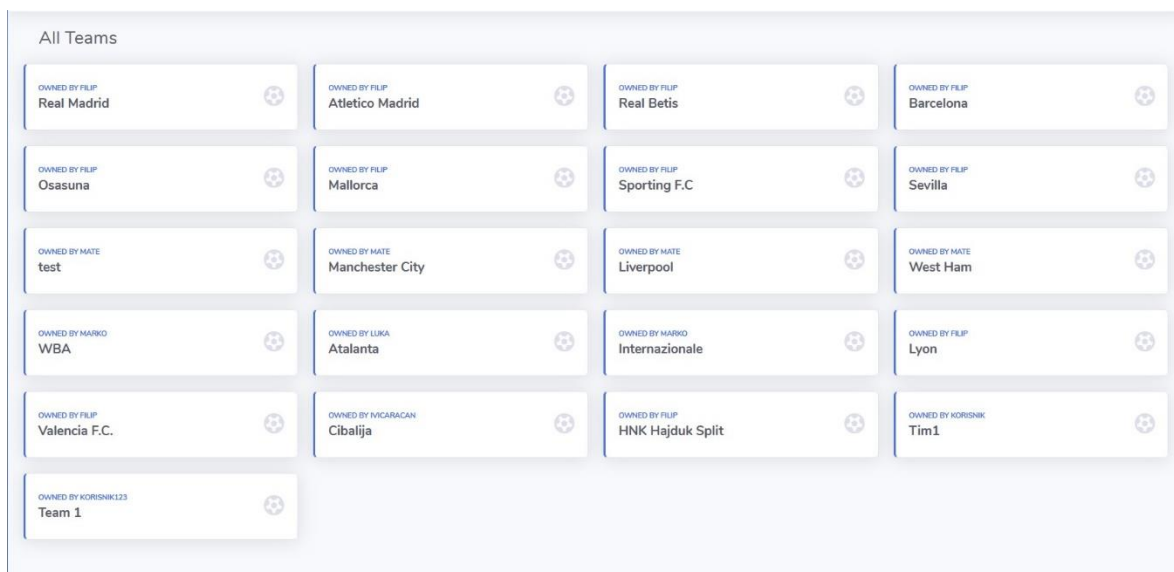 All Teams
OWNED BY FILIP
Real Madrid
OWNED BY FILIP
Atletico Madrid
OWNED BY FILIP
Real Betis
OWNED BY FILIP
Barcelona
OWNED BY FILIP
Osasuna
OWNED BY FILIP
Mallorca
OWNED BY FILIP
Sporting F.C
OWNED BY FILIP
Sevilla
OWNED BY MATE
test
OWNED BY MATE
Manchester City
OWNED BY MATE
Liverpool
OWNED BY MATE
West Ham
OWNED BY MARKO
WBA
OWNED BY LUKA
Atalanta
OWNED BY MARKO
Internazionale
OWNED BY FILIP
Lyon
OWNED BY FILIP
Valencia F.C.
OWNED BY IVICARACAN
Cibalija
OWNED BY FILIP
HNK Hajduk Split
OWNED BY KORISNIK
Tim1
OWNED BY KORISNIK123
Team 1